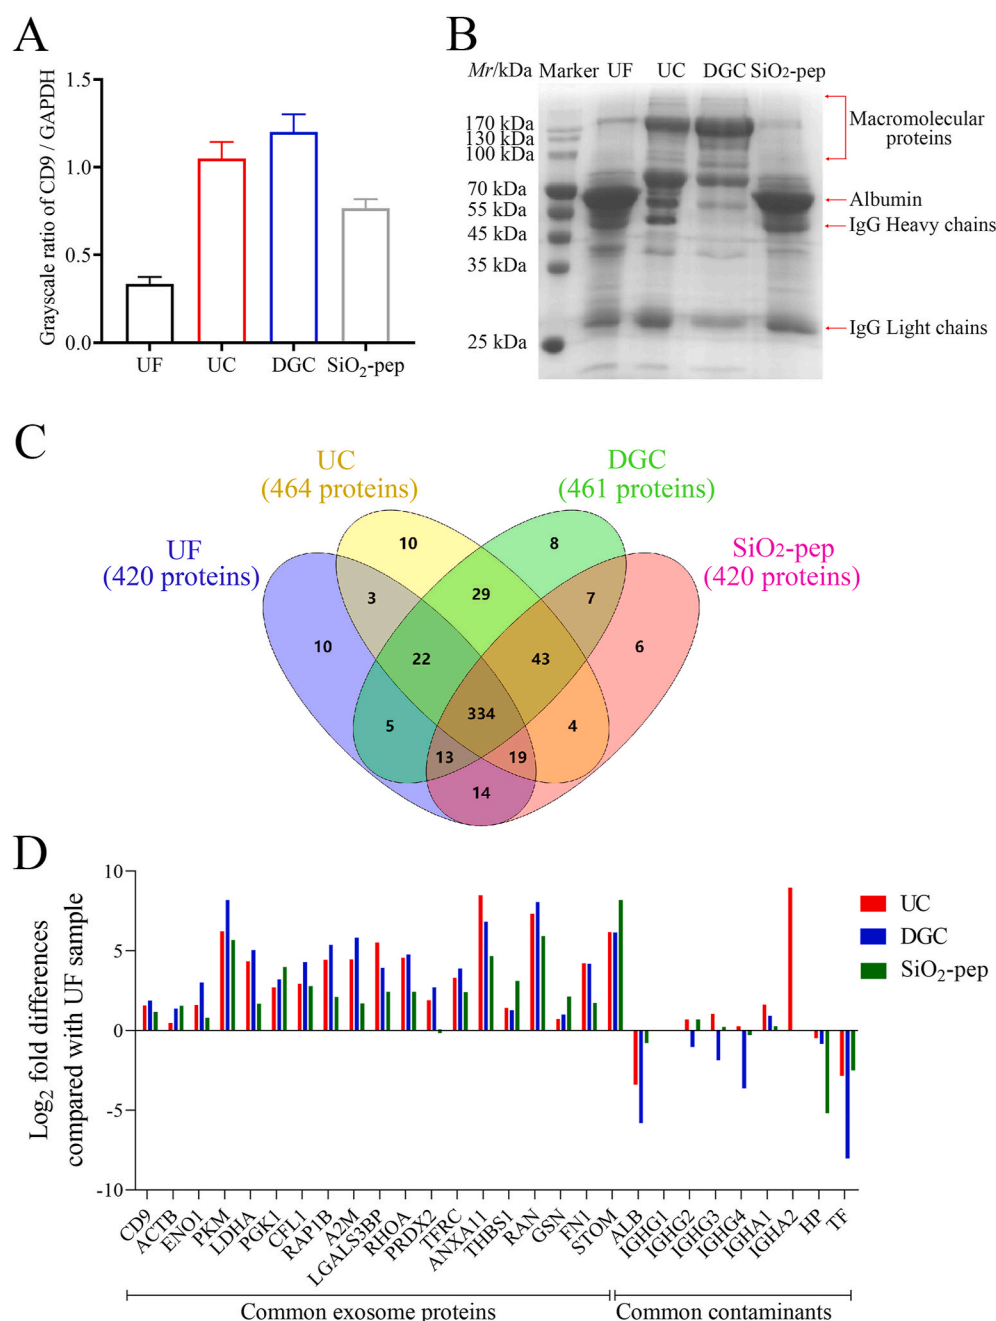 A
Grayscale ratio of CD9 / GAPDH
1.5
1.0
0.5
0.0
UF UC DGC SiO2-pep
B
Mr/kDa Marker UF UC DGC SiO2-pep
170 kDa
130 kDa
100 kDa
70 kDa
55 kDa
45 kDa
35 kDa
25 kDa
Macromolecular
proteins
Albumin
IgG Heavy chains
IgG Light chains
C
UC
(464 proteins)
DGC
(461 proteins)
UF
(420 proteins)
SiO2-pep
(420 proteins)
10 8
3 29 7
10 22 43 6
5 334 4
13 19
14
D
Log2 fold differences
compared with UF sample
10
5
0
-5
-10
UC
DGC
SiO2-pep
CD9 ACTB ENO1 PKM LDHA PGK1 CFL1 RAP1B A2M LGALS3BP RHOA PRDX2 TFRC ANXA11 THBS1 RAN GSN FN1 STOM ALB IGHG1 IGHG2 IGHG3 IGHG4 IGHA1 IGHA2 HP TF
Common exosome proteins Common contaminants